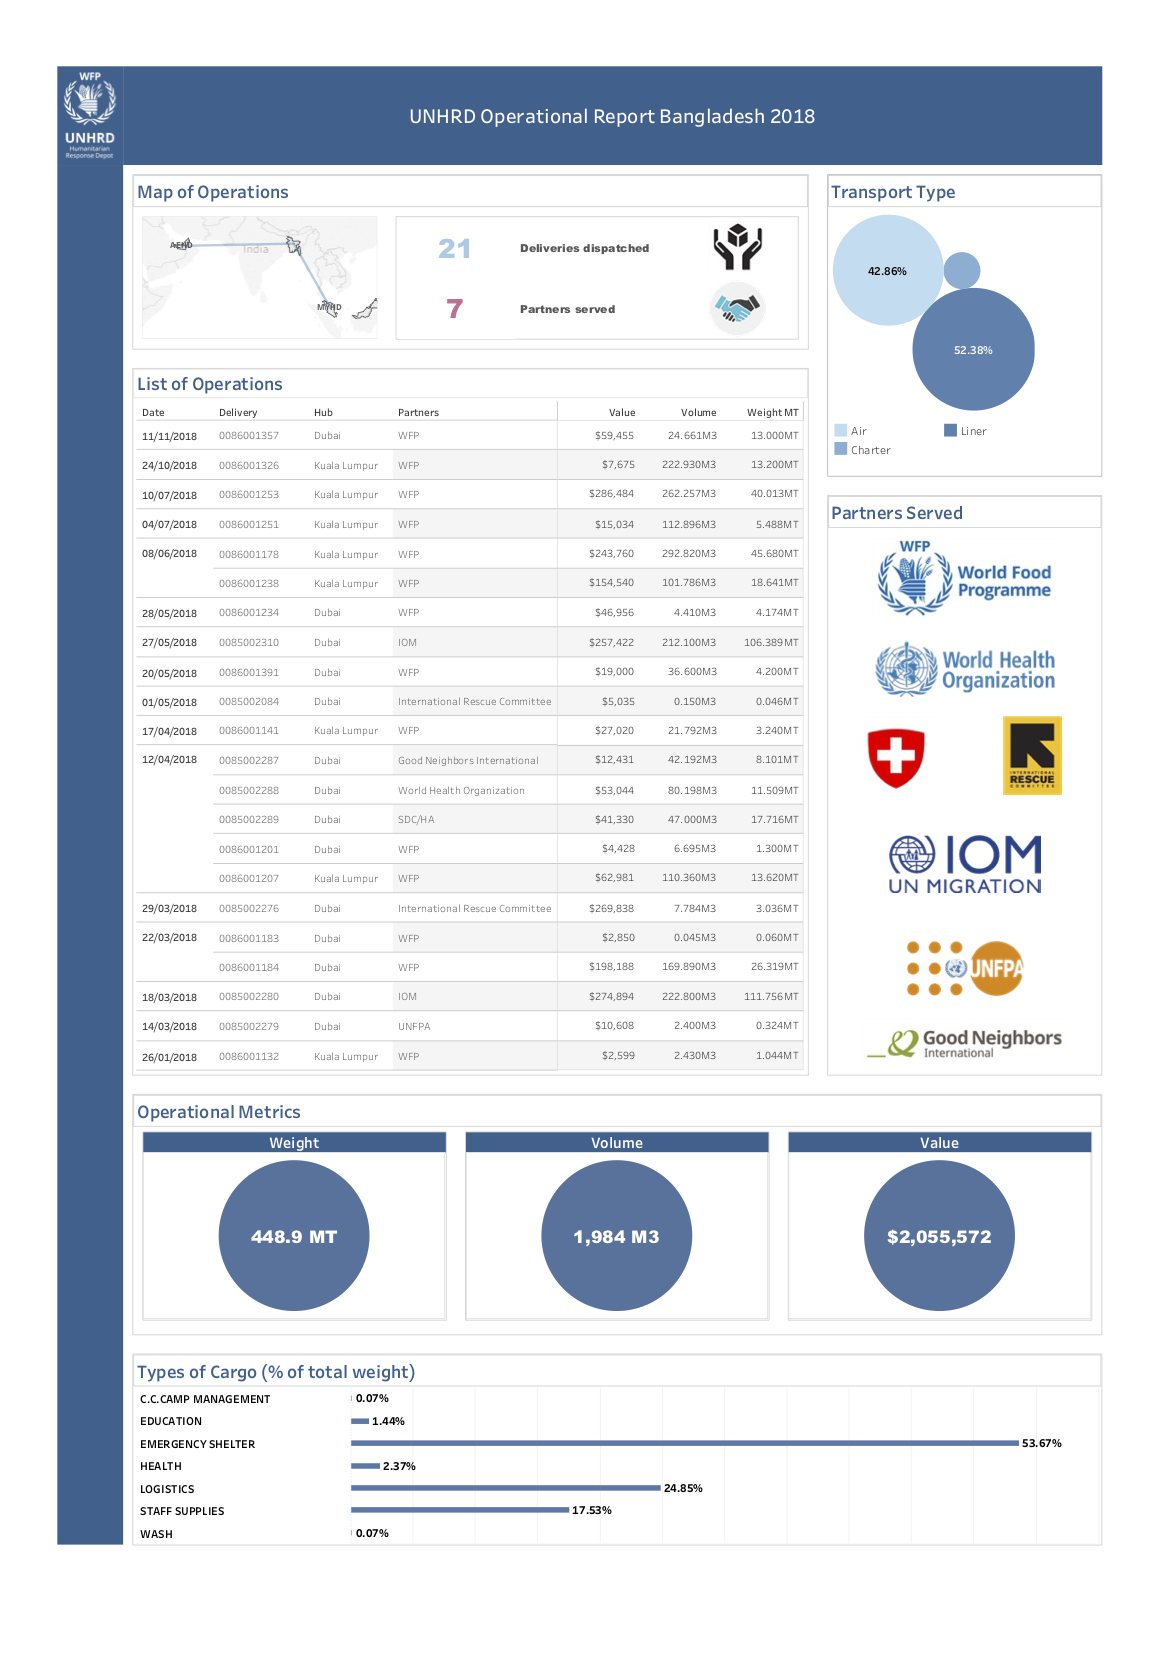 WFP
UNHRD
Humanitarian
Response Depot
UNHRD Operational Report Bangladesh 2018
Map of Operations
India
21 Deliveries dispatched
7 Partners served
Transport Type
42.86%
52.38%
Air
Liner
Charter
List of Operations
Date Delivery Hub Partners Value Volume Weight MT
11/11/2018 0086001357 Dubai WFP $59,455 24.661M3 13.000MT
24/10/2018 0086001326 Kuala Lumpur WFP $7,675 222.930M3 13.200MT
10/07/2018 0086001253 Kuala Lumpur WFP $286,484 262.257M3 40.013MT
04/07/2018 0086001251 Kuala Lumpur WFP $15,034 112.896M3 5.488MT
08/06/2018 0086001178 Kuala Lumpur WFP $243,760 292.820M3 45.680MT
0086001238 Kuala Lumpur WFP $154,540 101.786M3 18.641MT
28/05/2018 0086001234 Dubai WFP $46,956 4.410M3 4.174MT
27/05/2018 0085002310 Dubai IOM $257,422 212.100M3 106.389MT
20/05/2018 0086001391 Dubai WFP $19,000 36.600M3 4.200MT
01/05/2018 0085002084 Dubai International Rescue Committee $5,035 0.150M3 0.046MT
17/04/2018 0086001141 Kuala Lumpur WFP $27,020 21.792M3 3.240MT
12/04/2018 0085002287 Dubai Good Neighbors International $12,431 42.192M3 8.101MT
0085002288 Dubai World Health Organization $53,044 80.198M3 11.509MT
0085002289 Dubai SDC/HA $41,330 47.000M3 17.716MT
0086001201 Dubai WFP $4,428 6.695M3 1.300MT
0086001207 Kuala Lumpur WFP $62,981 110.360M3 13.620MT
29/03/2018 0085002276 Dubai International Rescue Committee $269,838 7.784M3 3.036MT
22/03/2018 0086001183 Dubai WFP $2,850 0.045M3 0.060MT
0086001184 Dubai WFP $198,188 169.890M3 26.319MT
18/03/2018 0085002280 Dubai IOM $274,894 222.800M3 111.756MT
14/03/2018 0085002279 Dubai UNFPA $10,608 2.400M3 0.324MT
26/01/2018 0086001132 Kuala Lumpur WFP $2,599 2.430M3 1.044MT
Partners Served
WFP
World Food
Programme
World Health
Organization
INTERNATIONAL
RESCUE
COMMITTEE
IOM
UN MIGRATION
UNFPA
Good Neighbors
International
Operational Metrics
Weight
448.9 MT
Volume
1,984 M3
Value
$2,055,572
Types of Cargo (% of total weight)
C.C.CAMP MANAGEMENT 0.07%
EDUCATION 1.44%
EMERGENCY SHELTER 53.67%
HEALTH 2.37%
LOGISTICS 24.85%
STAFF SUPPLIES 17.53%
WASH 0.07%